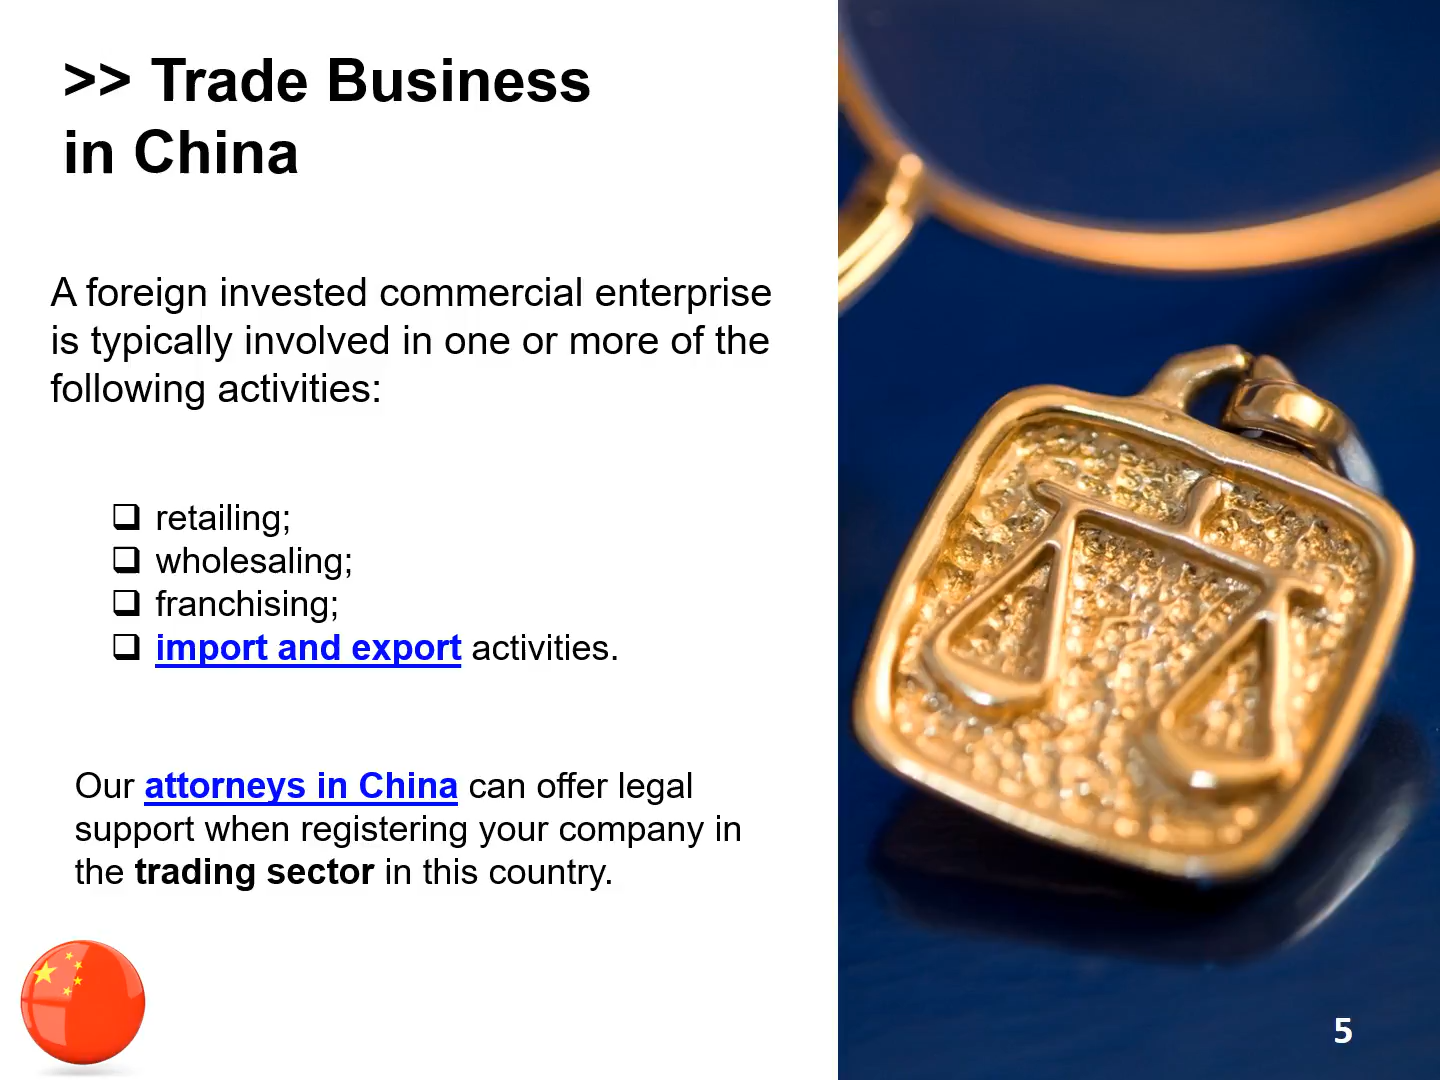 >> Trade Business
in China
A foreign invested commercial enterprise
is typically involved in one or more of the
following activities:
❑ retailing;
❑ wholesaling;
❑ franchising;
❑ import and export activities.
Our attorneys in China can offer legal
support when registering your company in
the trading sector in this country.
5